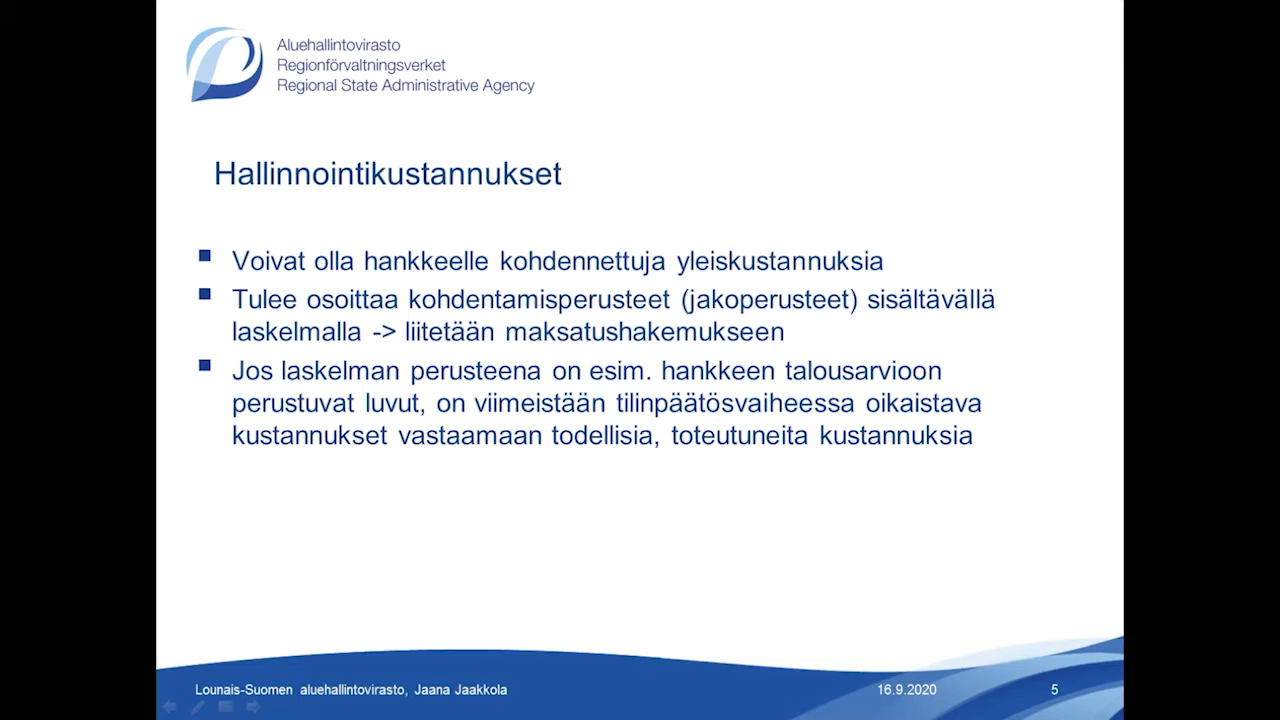 Aluehallintovirasto
Regionförvaltningsverket
Regional State Administrative Agency
Hallinnointikustannukset
Voivat olla hankkeelle kohdennettuja yleiskustannuksia
Tulee osoittaa kohdentamisperusteet (jakoperusteet) sisältävällä
laskelmalla -> liitetään maksatushakemukseen
Jos laskelman perusteena on esim. hankkeen talousarvioon
perustuvat luvut, on viimeistään tilinpäätösvaiheessa oikaistava
kustannukset vastaamaan todellisia, toteutuneita kustannuksia
Lounais-Suomen aluehallintovirasto, Jaana Jaakkola 16.9.2020 5